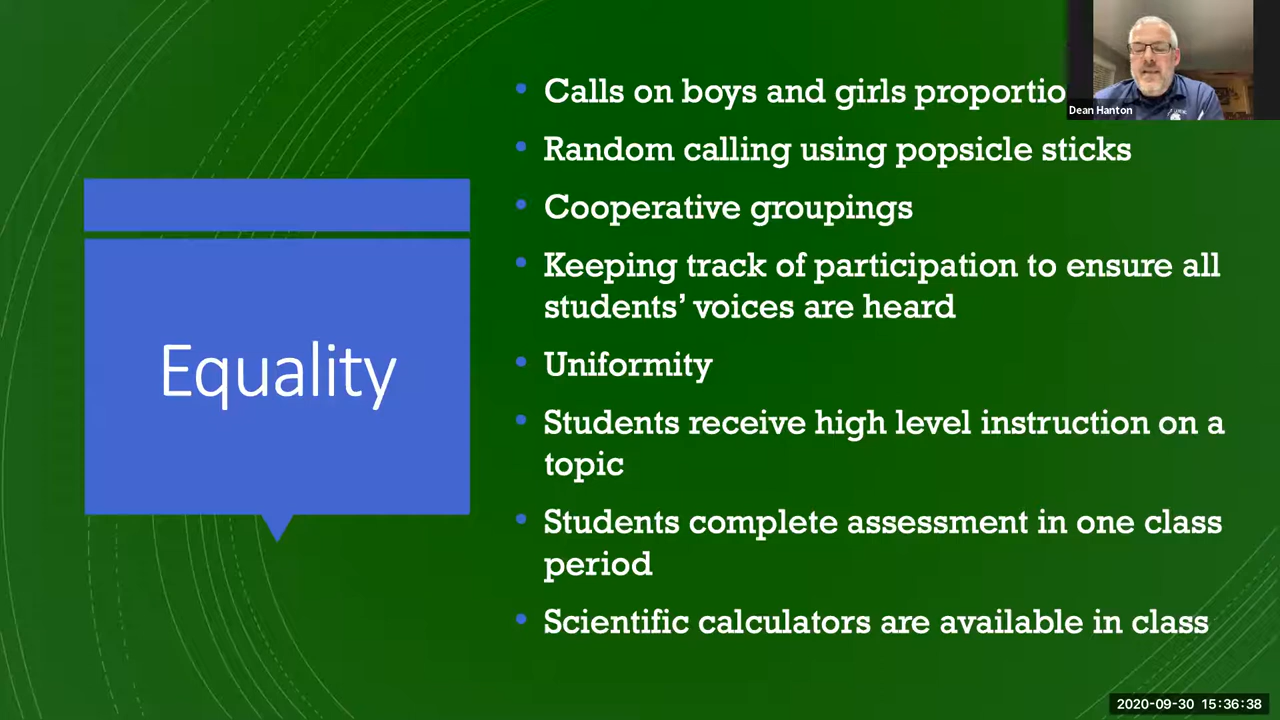 Calls on boys and girls
Dean Hanton
Random calling using popsicle sticks
Cooperative groupings
Keeping track of participation to ensure all
students’ voices are heard
Equality
Uniformity
Students receive high level instruction on a
topic
Students complete assessment in one class
period
Scientific calculators are available in class
2020-09-30 15:36:38